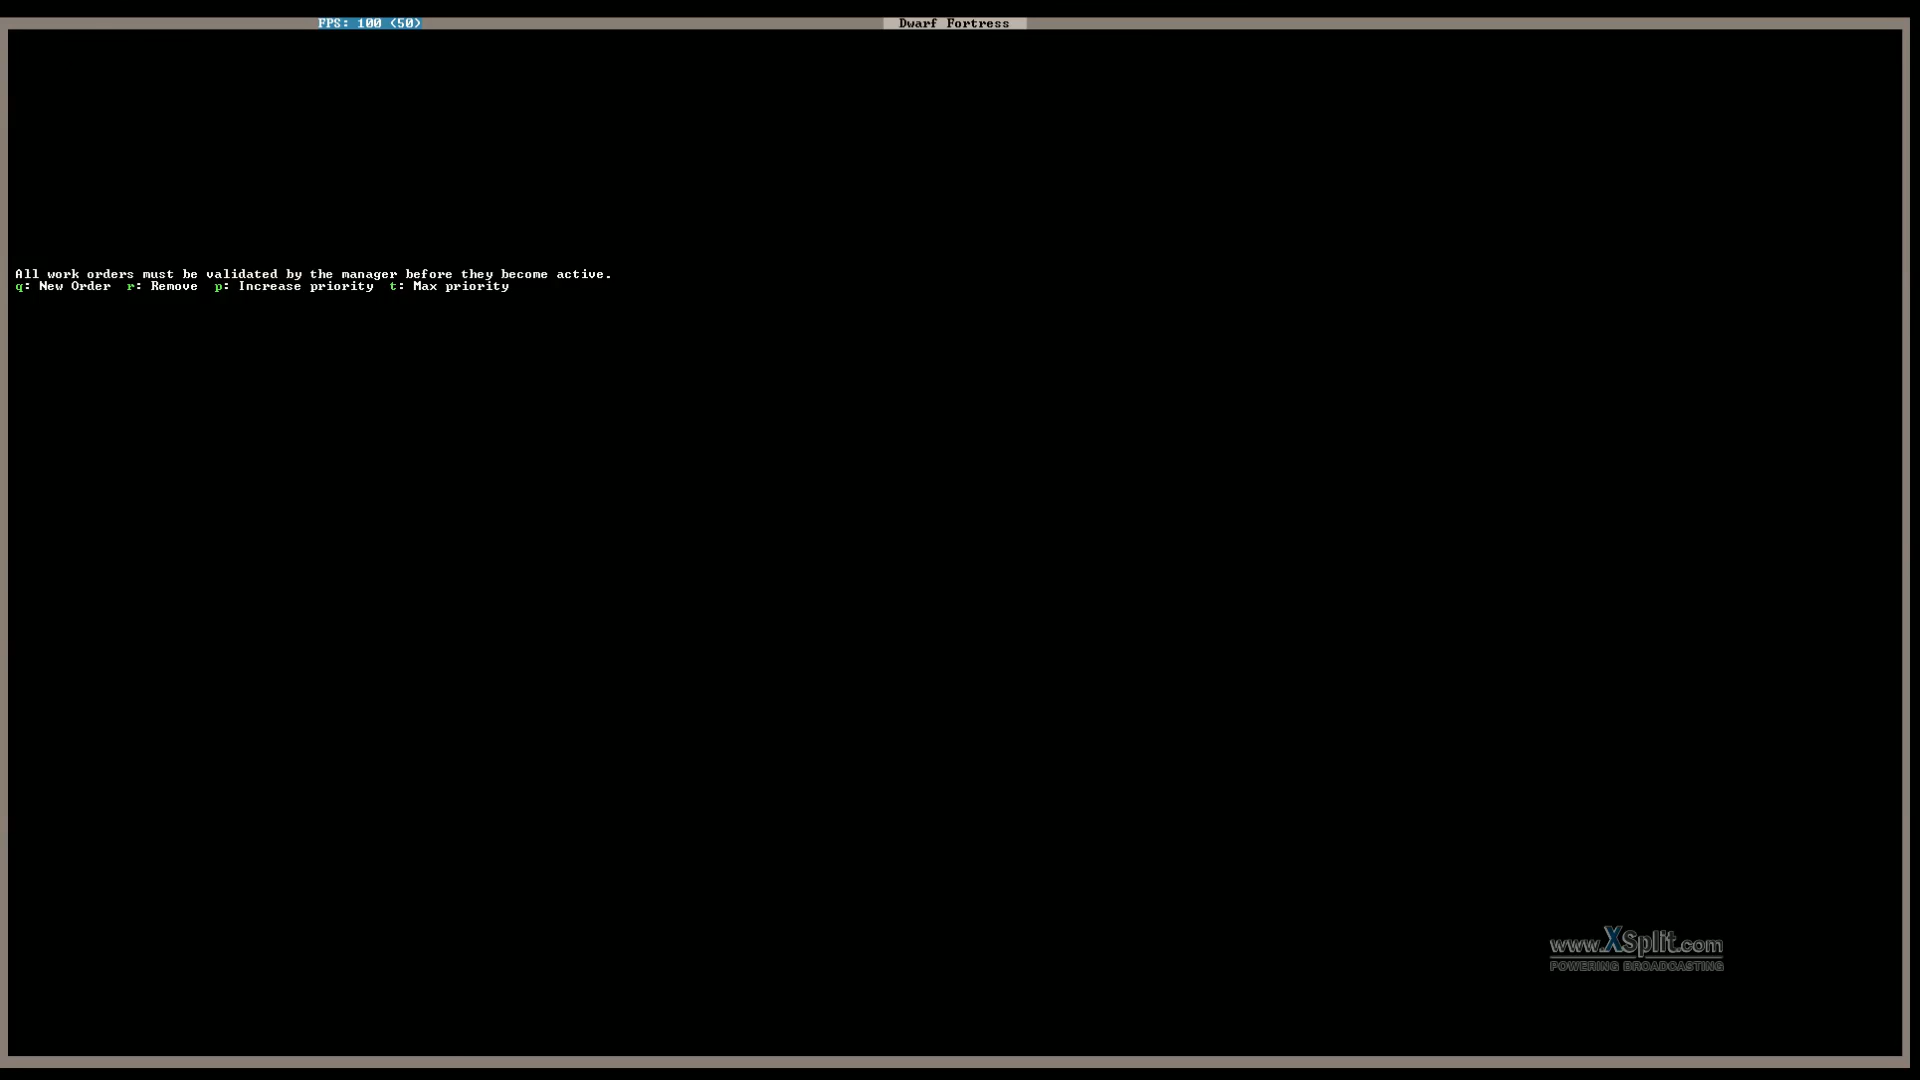 FPS: 100 (50)
Dwarf Fortress
All work orders must be validated by the manager before they become active.
q: New Order r: Remove p: Increase priority t: Max priority
www.XSplit.com
POWERING BROADCASTING